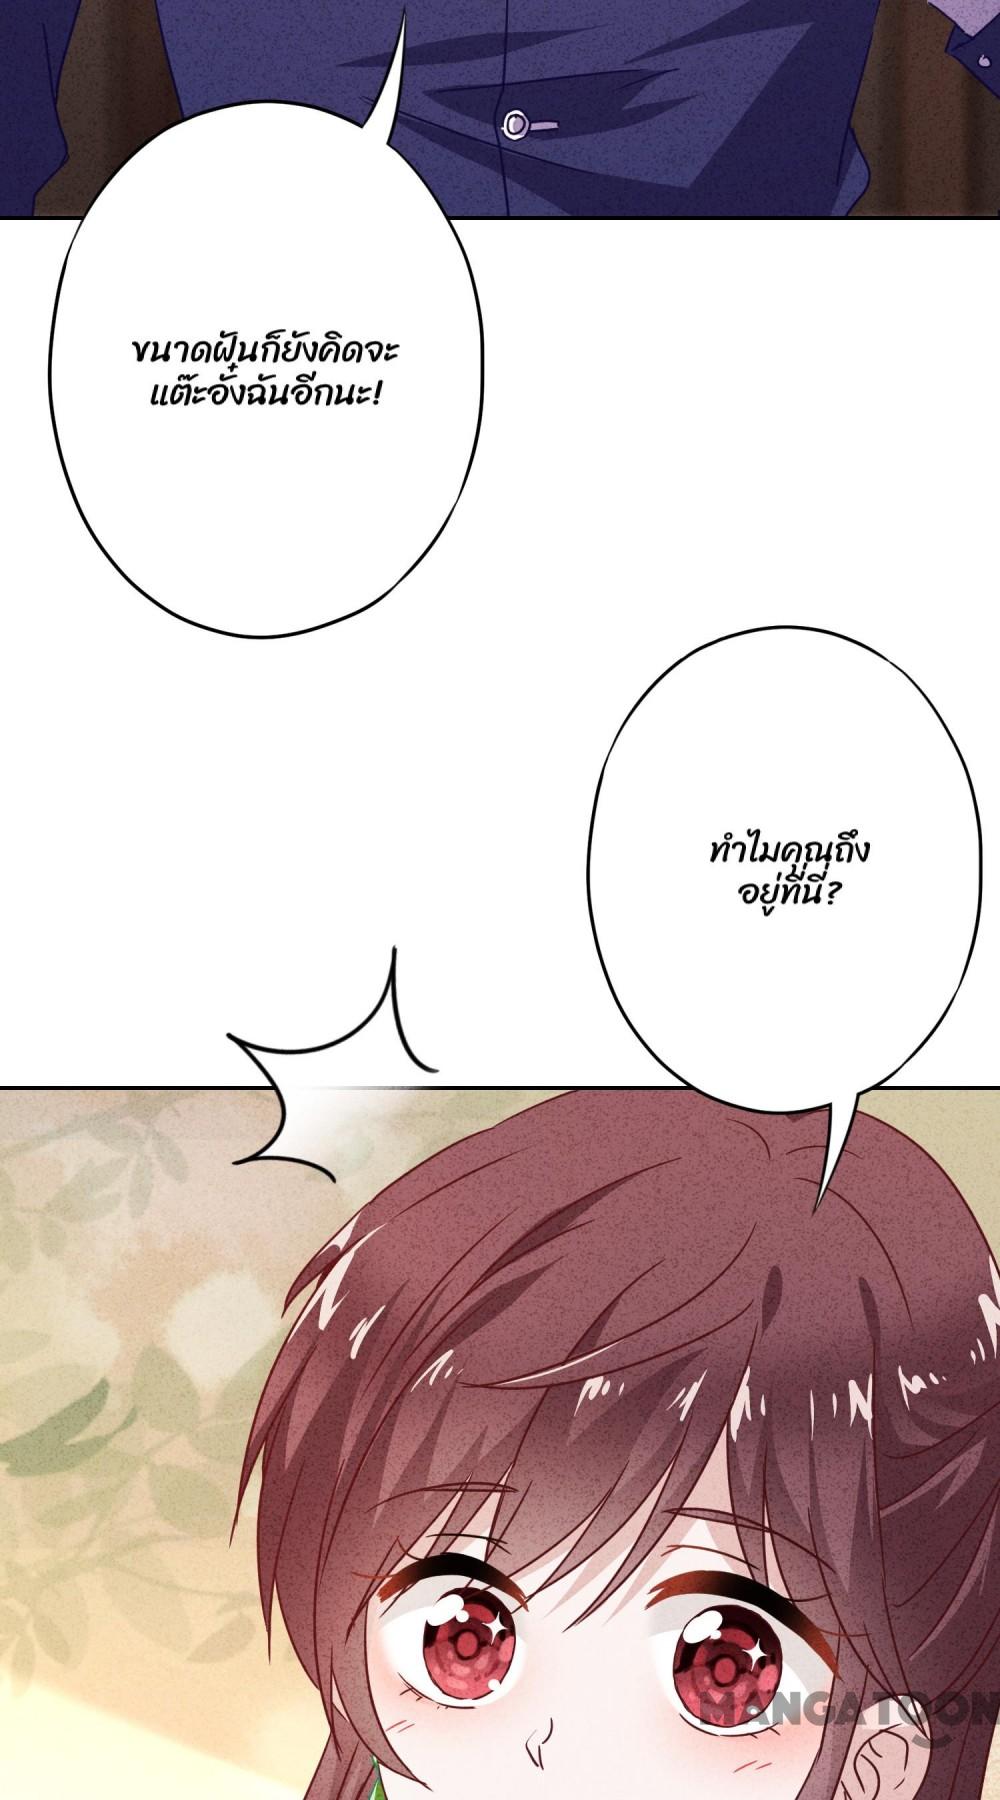 ขนาดฝันก็ยังคิดจะ
แต๊ะอั๋งฉันอีกนะ!
ทำไมคุณถึง
อยู่ที่นี่?
MANGATOON